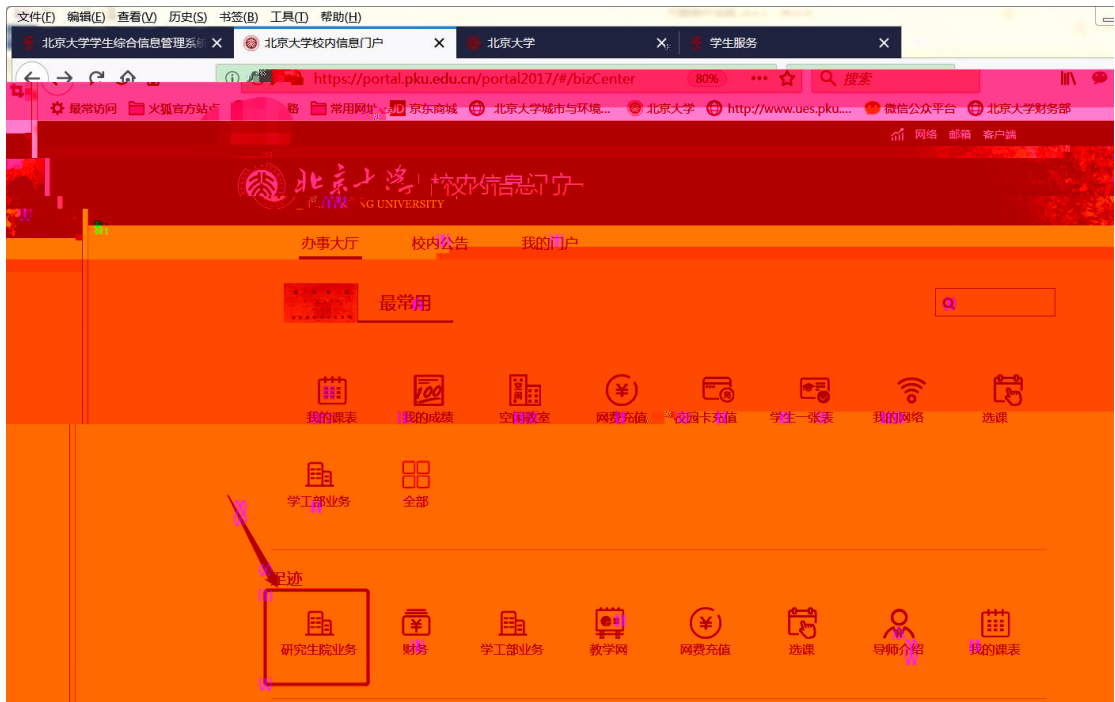 文件(F) 编辑(E) 查看(V) 历史(S) 书签(B) 工具(T) 帮助(H)
北京大学学生综合信息管理系统 北京大学校内信息门户 北京大学 学生服务
https://portal.pku.edu.cn/portal2017/#/bizCenter 80% 搜索
最常访问 火狐官方站点 常用网址 JD 京东商城 北京大学城市与环境... 北京大学 http://www.ues.pku.... 微信公众平台 北京大学财务部
网络 邮箱 客户端
北京大学 校内信息门户
UNIVERSITY
办事大厅 校内公告 我的门户
最常用
我的课表 我的成绩 空闲教室 网费充值 校园卡充值 学生一张表 我的网络 选课
学工部业务 全部
足迹
研究生院业务 财务 学工部业务 教学网 网费充值 选课 导师介绍 我的课表